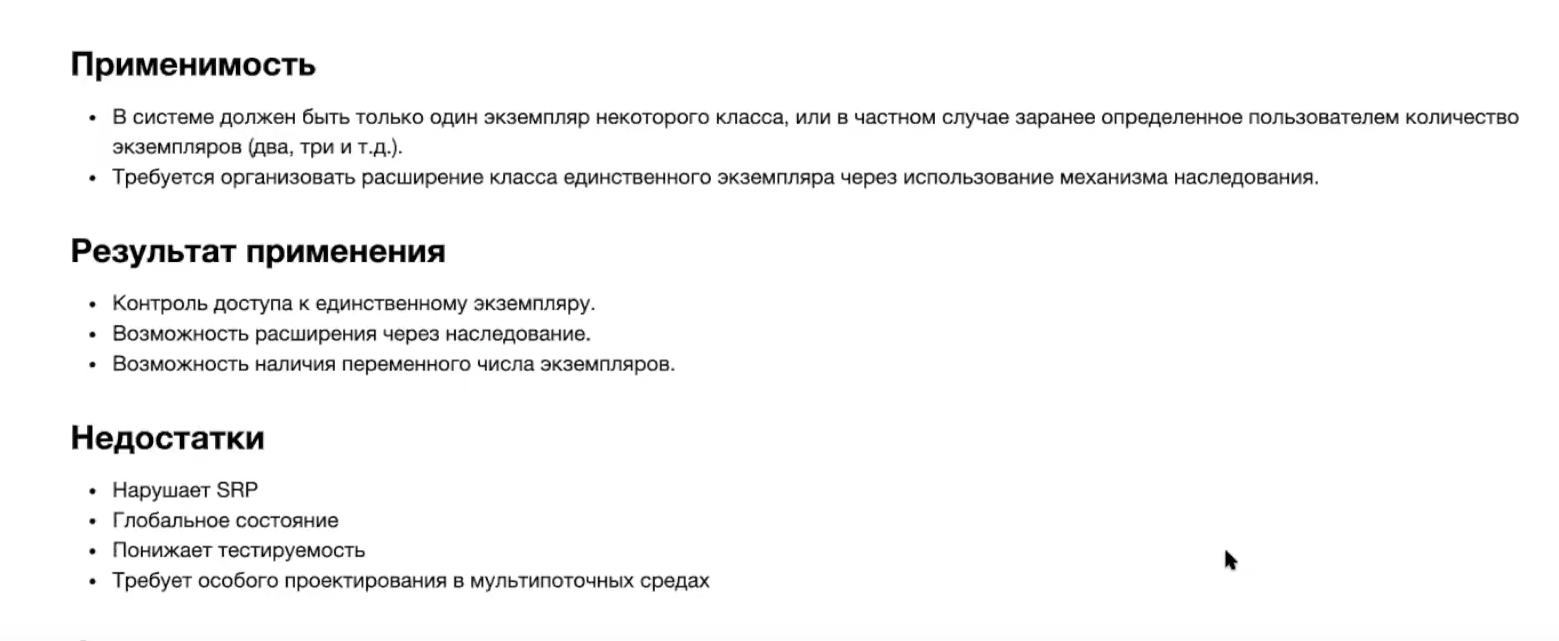 Применимость
• В системе должен быть только один экземпляр некоторого класса, или в частном случае заранее определенное пользователем количество
экземпляров (два, три и т.д.).
• Требуется организовать расширение класса единственного экземпляра через использование механизма наследования.
Результат применения
• Контроль доступа к единственному экземпляру.
• Возможность расширения через наследование.
• Возможность наличия переменного числа экземпляров.
Недостатки
• Нарушает SRP
• Глобальное состояние
• Понижает тестируемость
• Требует особого проектирования в мультипоточных средах